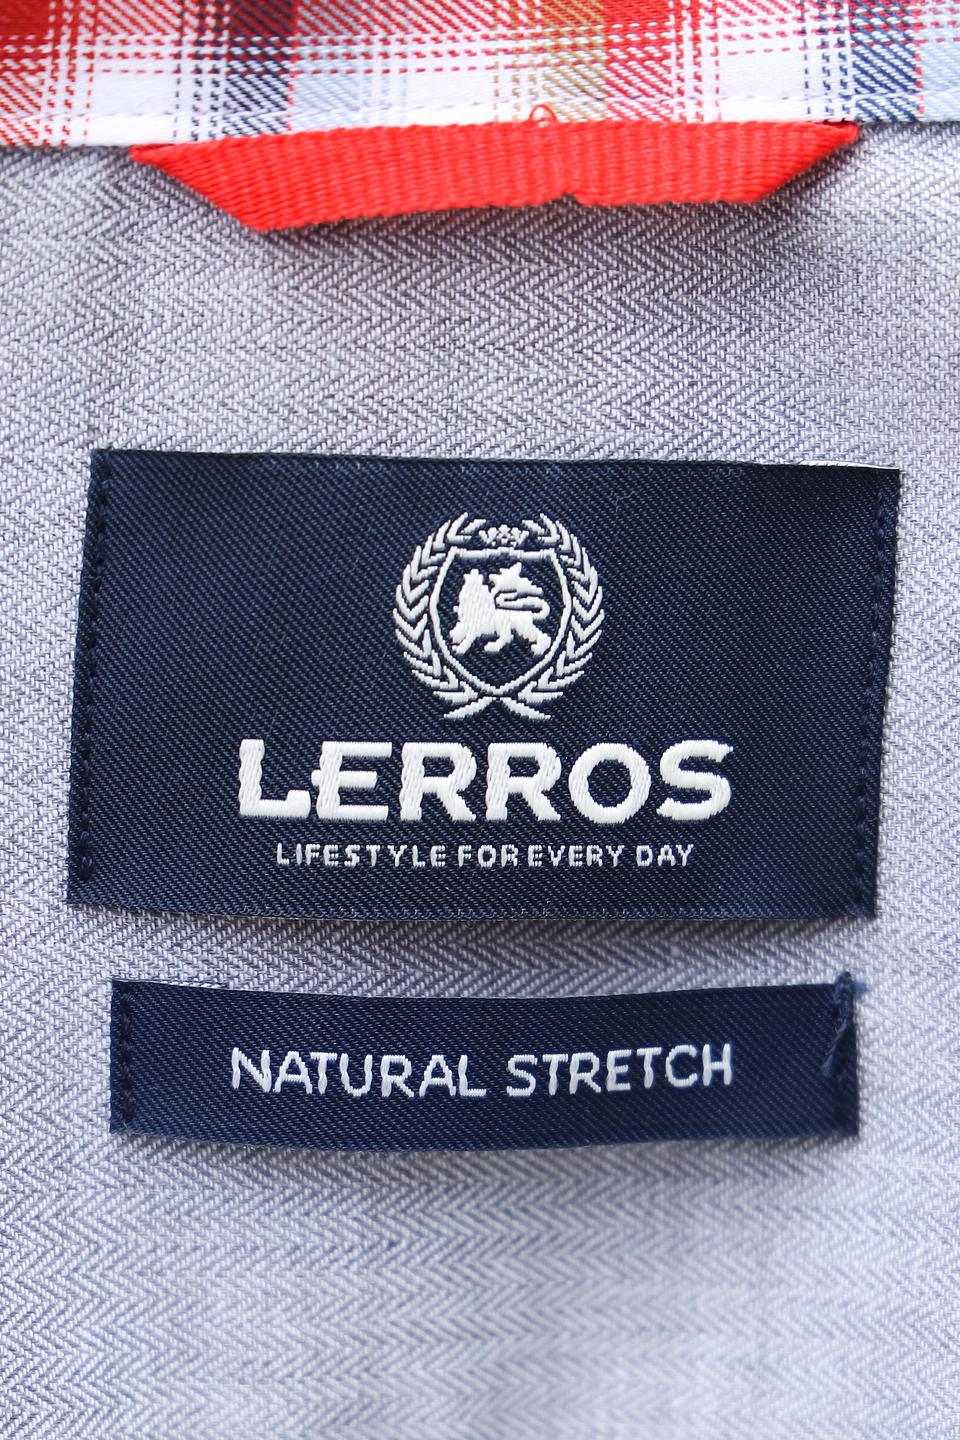 LERROS
LIFESTYLE FOR EVERY DAY
NATURAL STRETCH